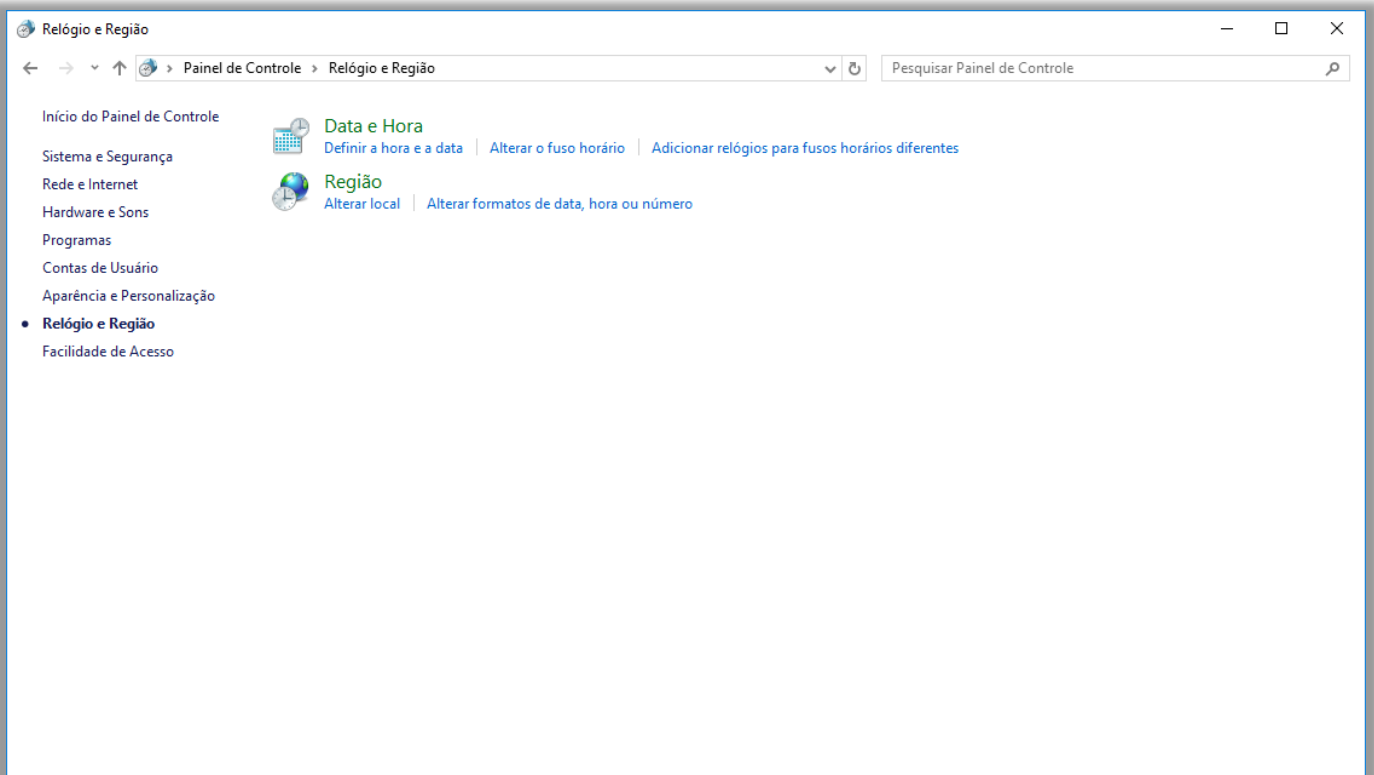 Relógio e Região
Painel de Controle › Relógio e Região
Pesquisar Painel de Controle
Início do Painel de Controle
Sistema e Segurança
Rede e Internet
Hardware e Sons
Programas
Contas de Usuário
Aparência e Personalização
Relógio e Região
Facilidade de Acesso
Data e Hora
Definir a hora e a data | Alterar o fuso horário | Adicionar relógios para fusos horários diferentes
Região
Alterar local | Alterar formatos de data, hora ou número